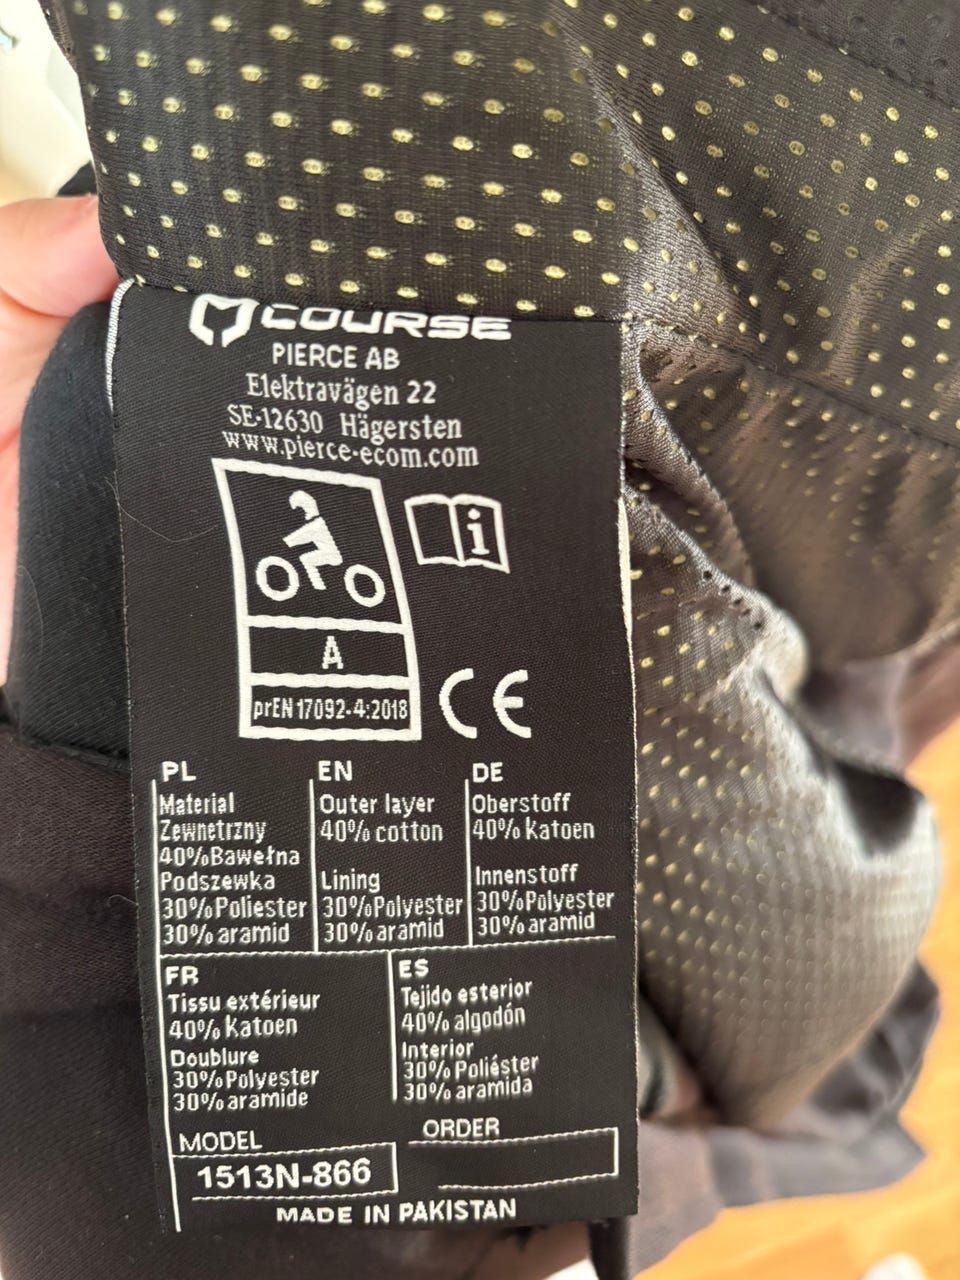 COURSE
PIERCE AB
Elektravägen 22
SE-12630 Hägersten
www.pierce-ecom.com
i
A
prEN 17092-4:2018
CE
PL
Material
Zewnetrzny
40%Bawełna
Podszewka
30%Poliester
30% aramid
EN
Outer layer
40% cotton
Lining
30%Polyester
30% aramid
DE
Oberstoff
40% Katoen
Innenstoff
30%Polyester
30% aramid
FR
Tissu extérieur
40% Katoen
Doublure
30%Polyester
30% aramide
ES
Tejido esterior
40% algodón
Interior
30% Poliéster
30% aramida
MODEL
1513N-866
ORDER
MADE IN PAKISTAN